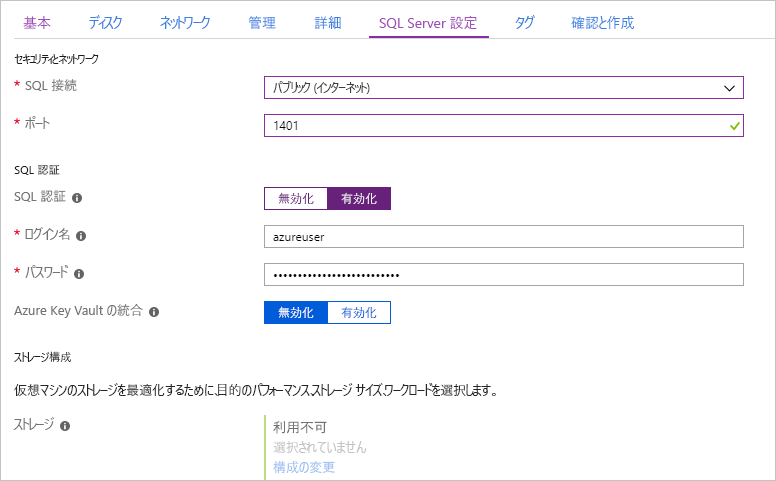 基本 ディスク ネットワーク 管理 詳細 SQL Server 設定 タグ 確認と作成
セキュリティとネットワーク
* SQL 接続 パブリック (インターネット)
* ポート 1401
SQL 認証
SQL 認証 無効化 有効化
* ログイン名 azureuser
* パスワード ••••••••••••••••••••••••••
Azure Key Vault の統合 無効化 有効化
ストレージ構成
仮想マシンのストレージを最適化するために、目的のパフォーマンス、ストレージ サイズ、ワークロードを選択します。
ストレージ 利用不可
選択されていません
構成の変更